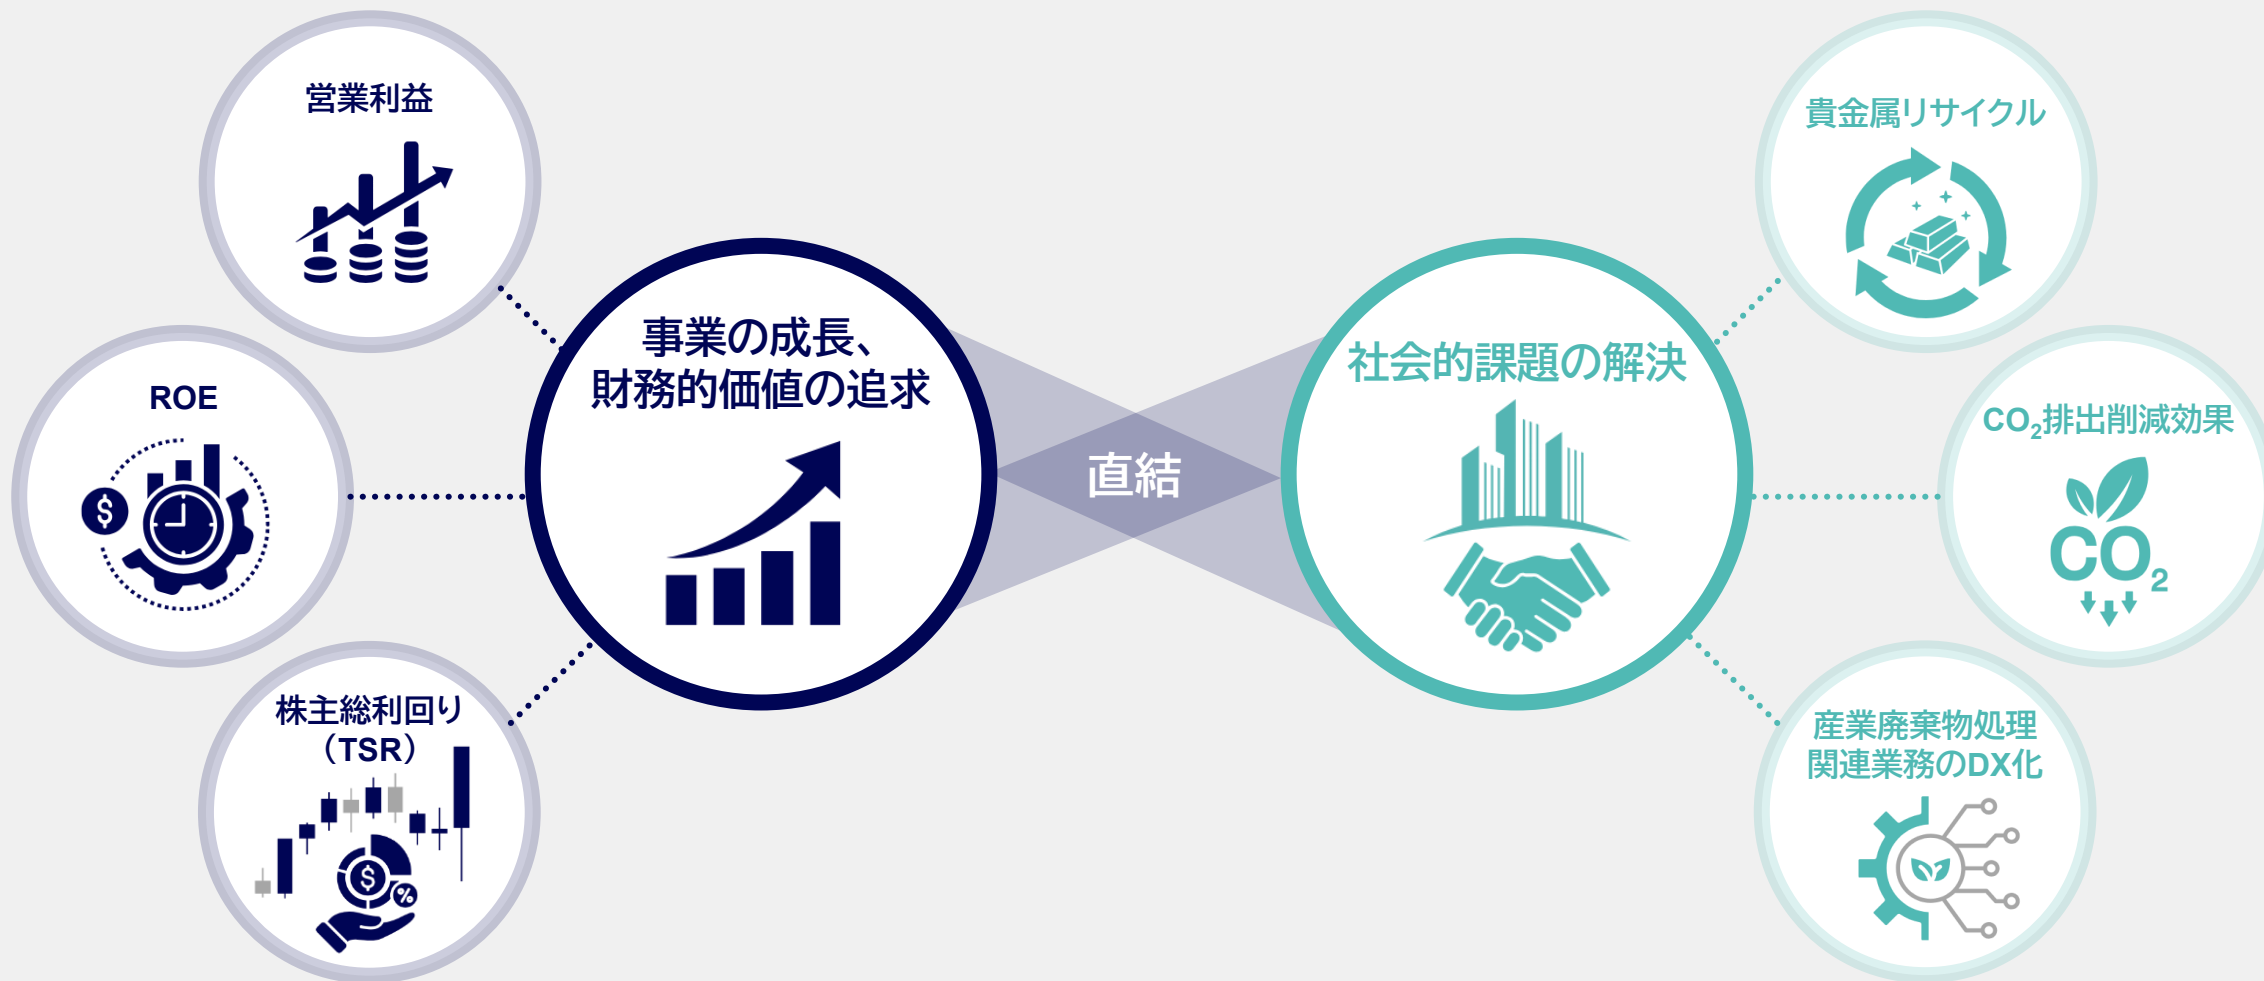 営業利益
ROE
$
株主総利回り
（TSR）
$
%
事業の成長、
財務的価値の追求
直結
社会的課題の解決
貴金属リサイクル
CO₂排出削減効果
CO₂
産業廃棄物処理
関連業務のDX化